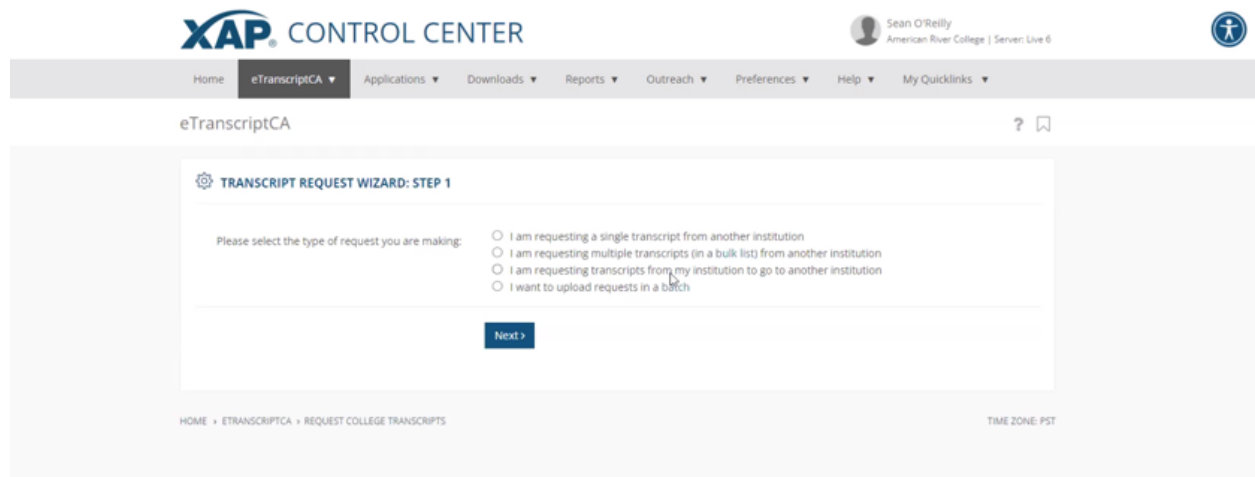 XAP® CONTROL CENTER
Sean O'Reilly
American River College | Server: Live 6
Home eTranscriptCA ▼ Applications ▼ Downloads ▼ Reports ▼ Outreach ▼ Preferences ▼ Help ▼ My Quicklinks ▼
eTranscriptCA ?
TRANSCRIPT REQUEST WIZARD: STEP 1
Please select the type of request you are making:
I am requesting a single transcript from another institution
I am requesting multiple transcripts (in a bulk list) from another institution
I am requesting transcripts from my institution to go to another institution
I want to upload requests in a batch
Next >
HOME › ETRANSCRIPTCA › REQUEST COLLEGE TRANSCRIPTS TIME ZONE: PST